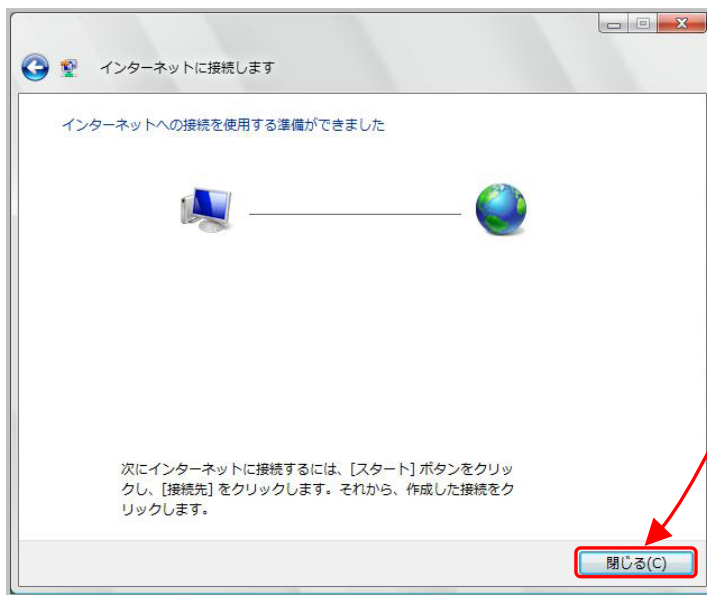 インターネットに接続します
インターネットへの接続を使用する準備ができました
次にインターネットに接続するには、[スタート] ボタンをクリッ
クし、[接続先] をクリックします。それから、作成した接続をク
リックします。
閉じる(C)